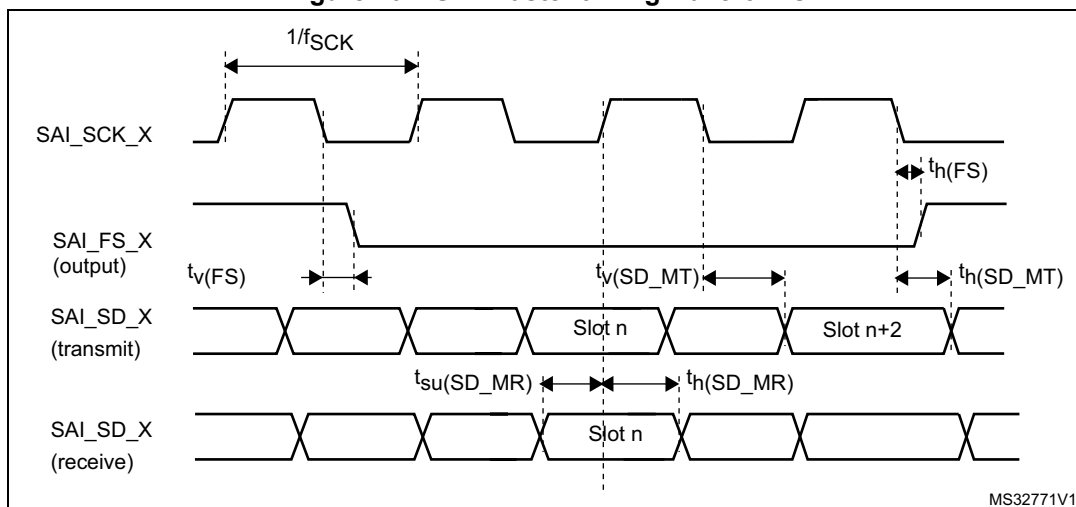 1/fSCK
SAI_SCK_X
th(FS)
SAI_FS_X
(output)
tv(FS)
tv(SD_MT)
th(SD_MT)
SAI_SD_X
(transmit)
Slot n
Slot n+2
tsu(SD_MR)
th(SD_MR)
SAI_SD_X
(receive)
Slot n
MS32771V1